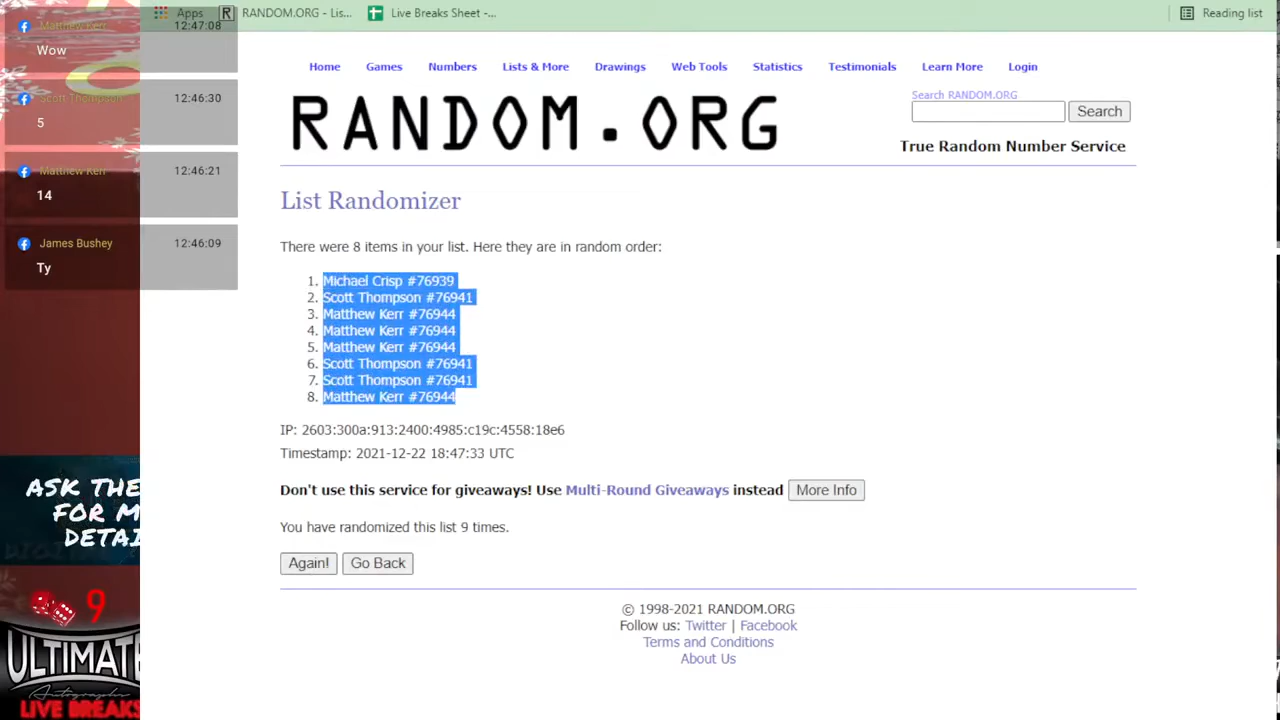 Apps
RANDOM.ORG - Lis...
Live Breaks Sheet -...
Reading list
Matthew Kerr
12:47:08
Wow
Scott Thompson
12:46:30
5
Matthew Kerr
12:46:21
14
James Bushey
12:46:09
Ty
ASK THE
FOR M
DETAI
9
ULTIMATE
Autographs
LIVE BREAKS
Home
Games
Numbers
Lists & More
Drawings
Web Tools
Statistics
Testimonials
Learn More
Login
RANDOM.ORG
Search RANDOM.ORG
Search
True Random Number Service
List Randomizer
There were 8 items in your list. Here they are in random order:
1. Michael Crisp #76939
2. Scott Thompson #76941
3. Matthew Kerr #76944
4. Matthew Kerr #76944
5. Matthew Kerr #76944
6. Scott Thompson #76941
7. Scott Thompson #76941
8. Matthew Kerr #76944
IP: 2603:300a:913:2400:4985:c19c:4558:18e6
Timestamp: 2021-12-22 18:47:33 UTC
Don't use this service for giveaways! Use Multi-Round Giveaways instead
More Info
You have randomized this list 9 times.
Again!
Go Back
© 1998-2021 RANDOM.ORG
Follow us: Twitter | Facebook
Terms and Conditions
About Us